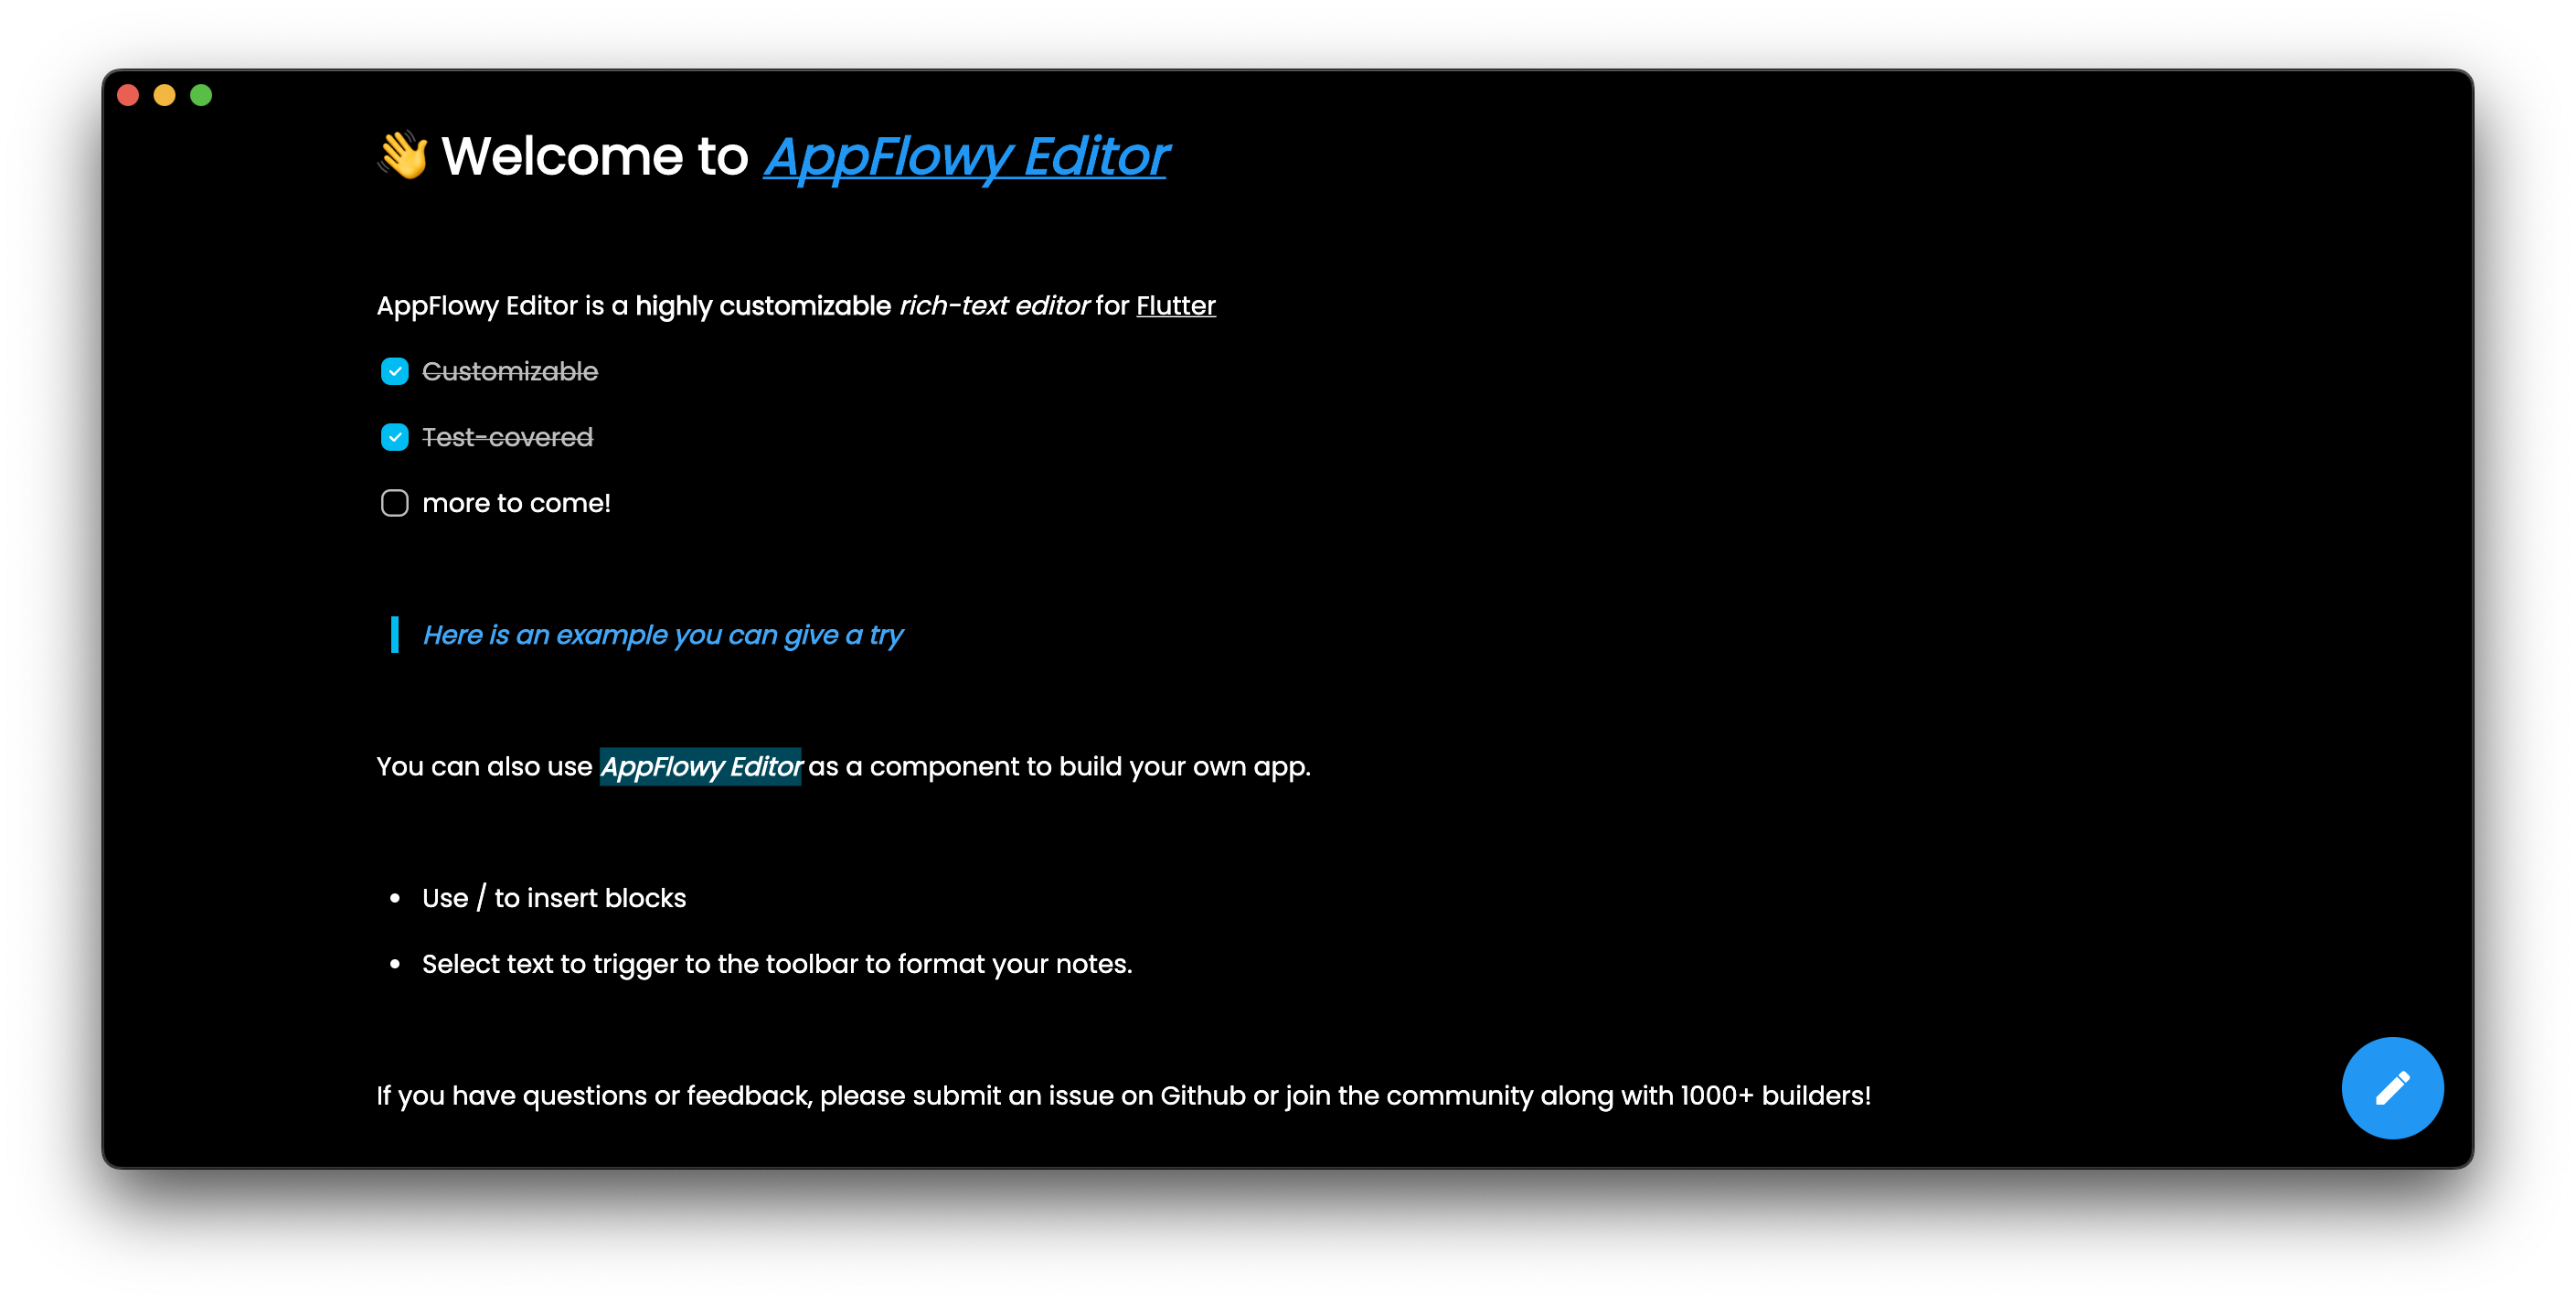 👋 Welcome to AppFlowy Editor
AppFlowy Editor is a highly customizable rich-text editor for Flutter
Customizable
Test-covered
more to come!
Here is an example you can give a try
You can also use AppFlowy Editor as a component to build your own app.
• Use / to insert blocks
• Select text to trigger to the toolbar to format your notes.
If you have questions or feedback, please submit an issue on Github or join the community along with 1000+ builders!